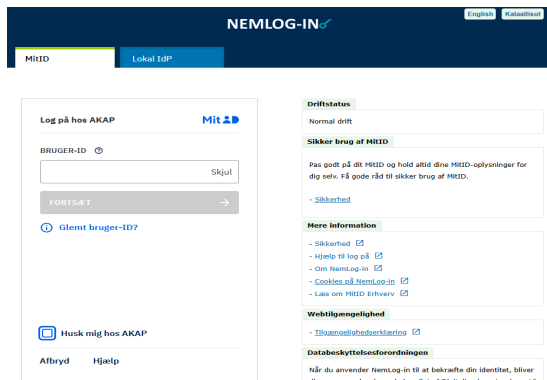 NEMLOG-IN
English Kalaallisut
MitID Lokal IdP
Log på hos AKAP Mit
BRUGER-ID
Skjul
FORTSÆT
Glemt bruger-ID?
Husk mig hos AKAP
Afbryd Hjælp
Driftstatus
Normal drift
Sikker brug af MitID
Pas godt på dit MitID og hold altid dine MitID-oplysninger for
dig selv. Få gode råd til sikker brug af MitID.
- Sikkerhed
Mere information
- Sikkerhed
- Hjælp til log på
- Om NemLog-in
- Cookies på NemLog-in
- Læs om MitID Erhverv
Webtilgængelighed
- Tilgængelighedserklæring
Databeskyttelsesforordningen
Når du anvender NemLog-in til at bekræfte din identitet, bliver